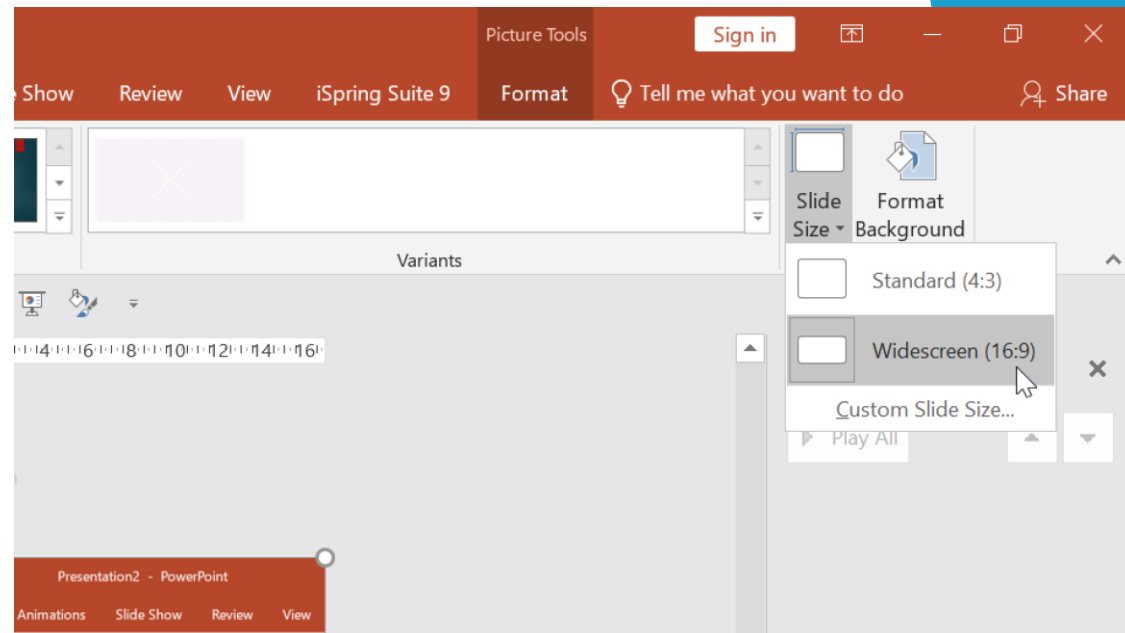 Picture Tools
Sign in
Show
Review
View
iSpring Suite 9
Format
Tell me what you want to do
Share
Slide
Size
Format
Background
Variants
Standard (4:3)
Widescreen (16:9)
Custom Slide Size...
Play All
4 6 8 10 12 14 16
Presentation2 - PowerPoint
Animations
Slide Show
Review
View